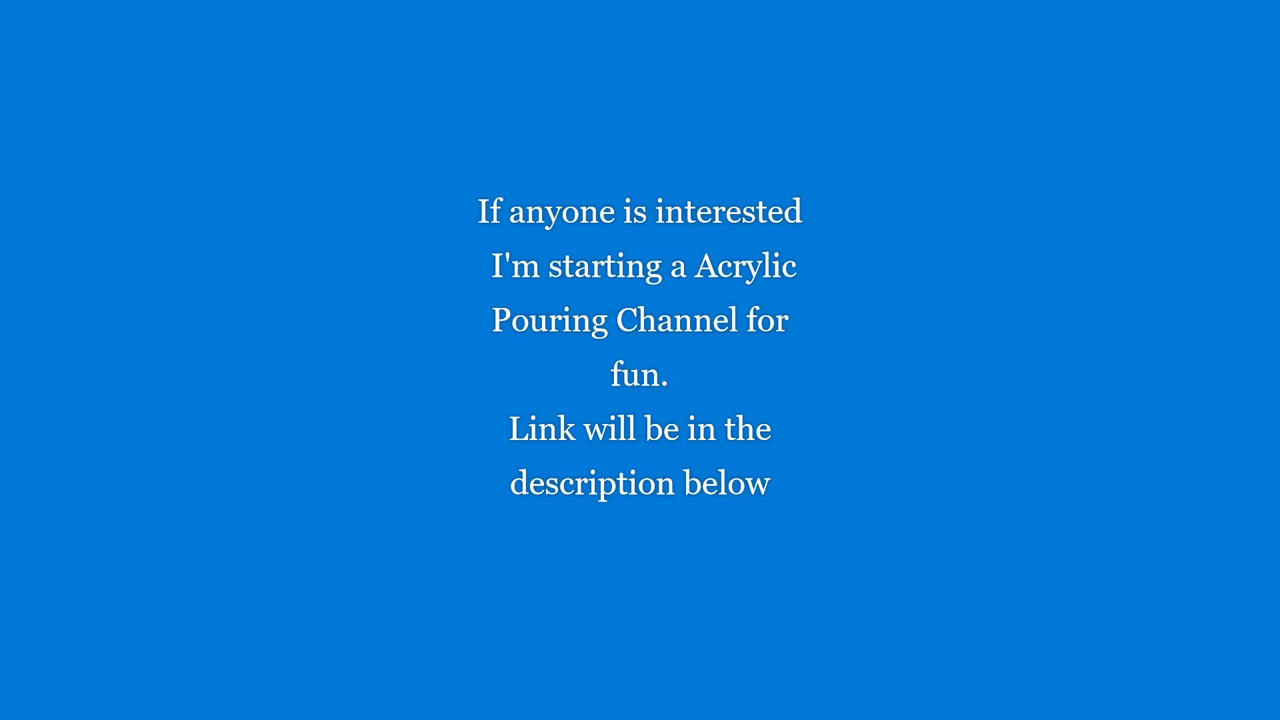 If anyone is interested
I'm starting a Acrylic
Pouring Channel for
fun.
Link will be in the
description below